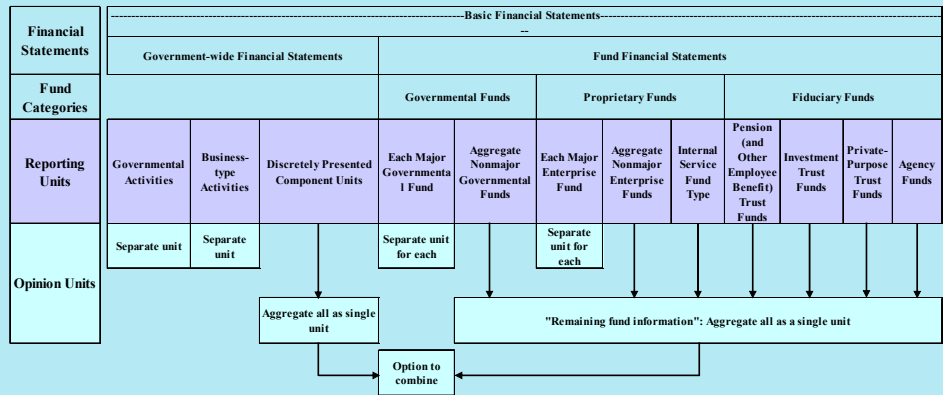 Financial
Statements
------Basic Financial Statements------
--
Government-wide Financial Statements
Fund Financial Statements
Fund
Categories
Governmental Funds
Proprietary Funds
Fiduciary Funds
Reporting
Units
Governmental
Activities
Business-
type
Activities
Discretely Presented
Component Units
Each Major
Governmenta
l Fund
Aggregate
Nonmajor
Governmental
Funds
Each Major
Enterprise
Fund
Aggregate
Nonmajor
Enterprise
Funds
Internal
Service
Fund
Type
Pension
(and
Other
Employee
Benefit)
Trust
Funds
Investment
Trust
Funds
Private-
Purpose
Trust
Funds
Agency
Funds
Opinion Units
Separate unit
Separate
unit
Separate unit
for each
Separate
unit for
each
Aggregate all as single
unit
"Remaining fund information": Aggregate all as a single unit
Option to
combine